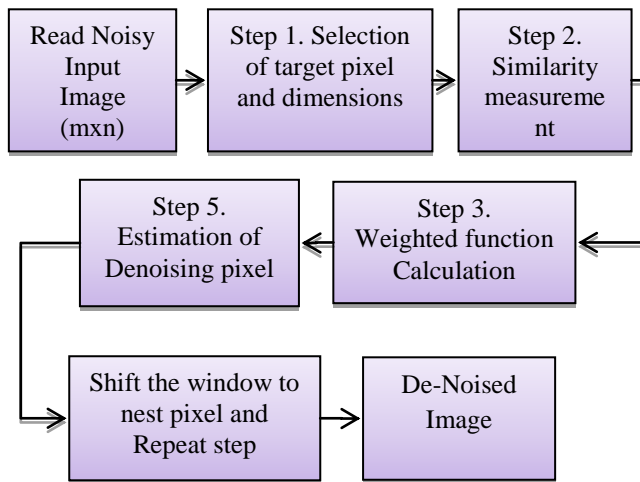 Read Noisy
Input
Image
(mxn)
Step 1. Selection
of target pixel
and dimensions
Step 2.
Similarity
measureme
nt
Step 3.
Weighted function
Calculation
Step 5.
Estimation of
Denoising pixel
Shift the window to
nest pixel and
Repeat step
De-Noised
Image